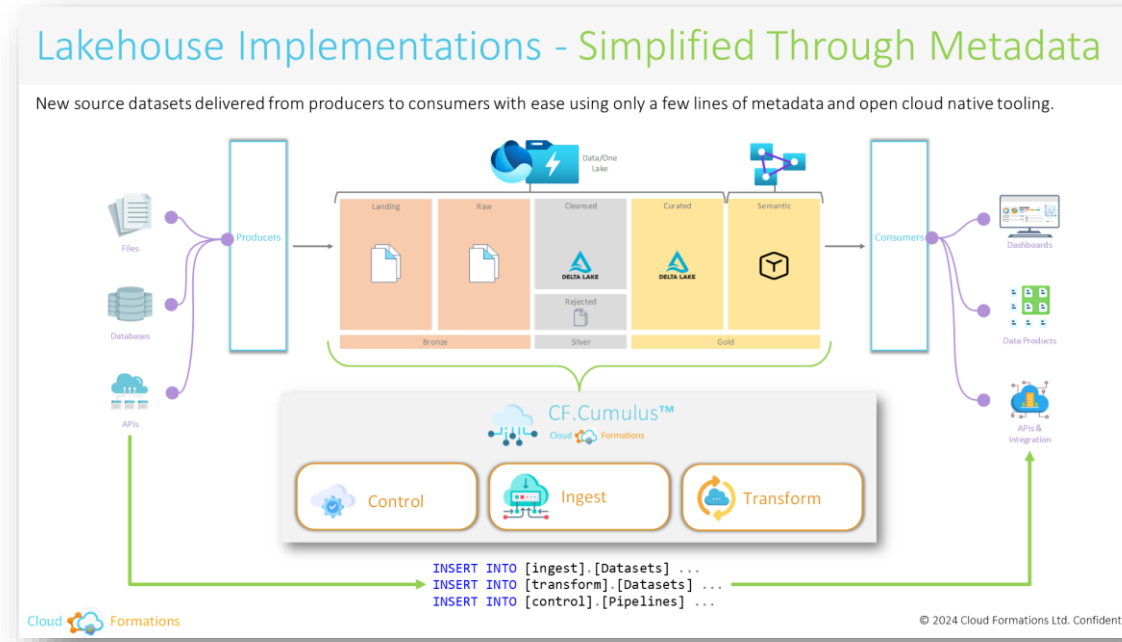 Lakehouse Implementations - Simplified Through Metadata
New source datasets delivered from producers to consumers with ease using only a few lines of metadata and open cloud native tooling.
Data/One
Lake
Files
Databases
APIs
Producers
Landing
Raw
Cleansed
Curated
Semantic
DELTA LAKE
DELTA LAKE
Rejected
Bronze
Silver
Gold
Consumers
Dashboards
Data Products
APIs &
Integration
CF.Cumulus™
Cloud Formations
Control
Ingest
Transform
INSERT INTO [ingest].[Datasets] ...
INSERT INTO [transform].[Datasets] ...
INSERT INTO [control].[Pipelines] ...
Cloud Formations
© 2024 Cloud Formations Ltd. Confident